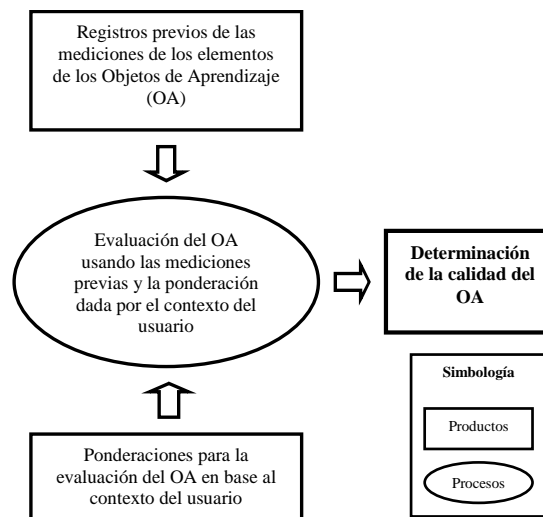 Registros previos de las
mediciones de los elementos
de los Objetos de Aprendizaje
(OA)
Evaluación del OA
usando las mediciones
previas y la ponderación
dada por el contexto del
usuario
Determinación
de la calidad del
OA
Simbología
Productos
Procesos
Ponderaciones para la
evaluación del OA en base al
contexto del usuario